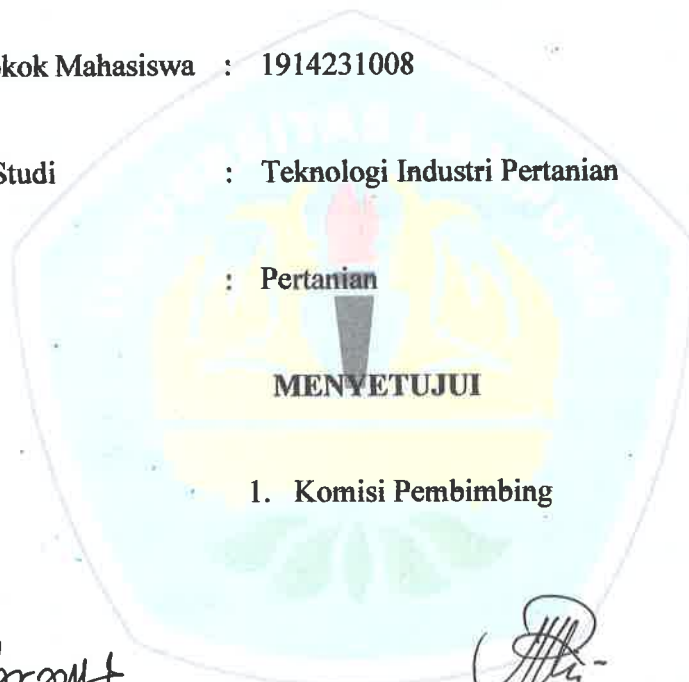 kok Mahasiswa : 1914231008
Studi : Teknologi Industri Pertanian
: Pertanian
MENYETUJUI
1. Komisi Pembimbing